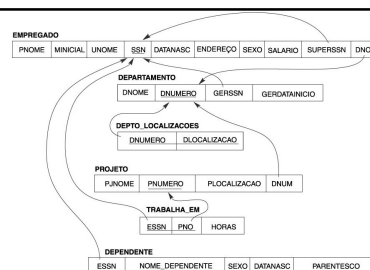 EMPREGADO
PNOME MINICIAL UNOME SSN DATANASC ENDEREÇO SEXO SALARIO SUPERSSN DNO
DEPARTAMENTO
DNOME DNUMERO GERSSN GERDATAINICIO
DEPTO_LOCALIZACOES
DNUMERO DLOCALIZACAO
PROJETO
PJNOME PNUMERO PLOCALIZACAO DNUM
TRABALHA_EM
ESSN PNO HORAS
DEPENDENTE
ESSN NOME_DEPENDENTE SEXO DATANASC PARENTESCO